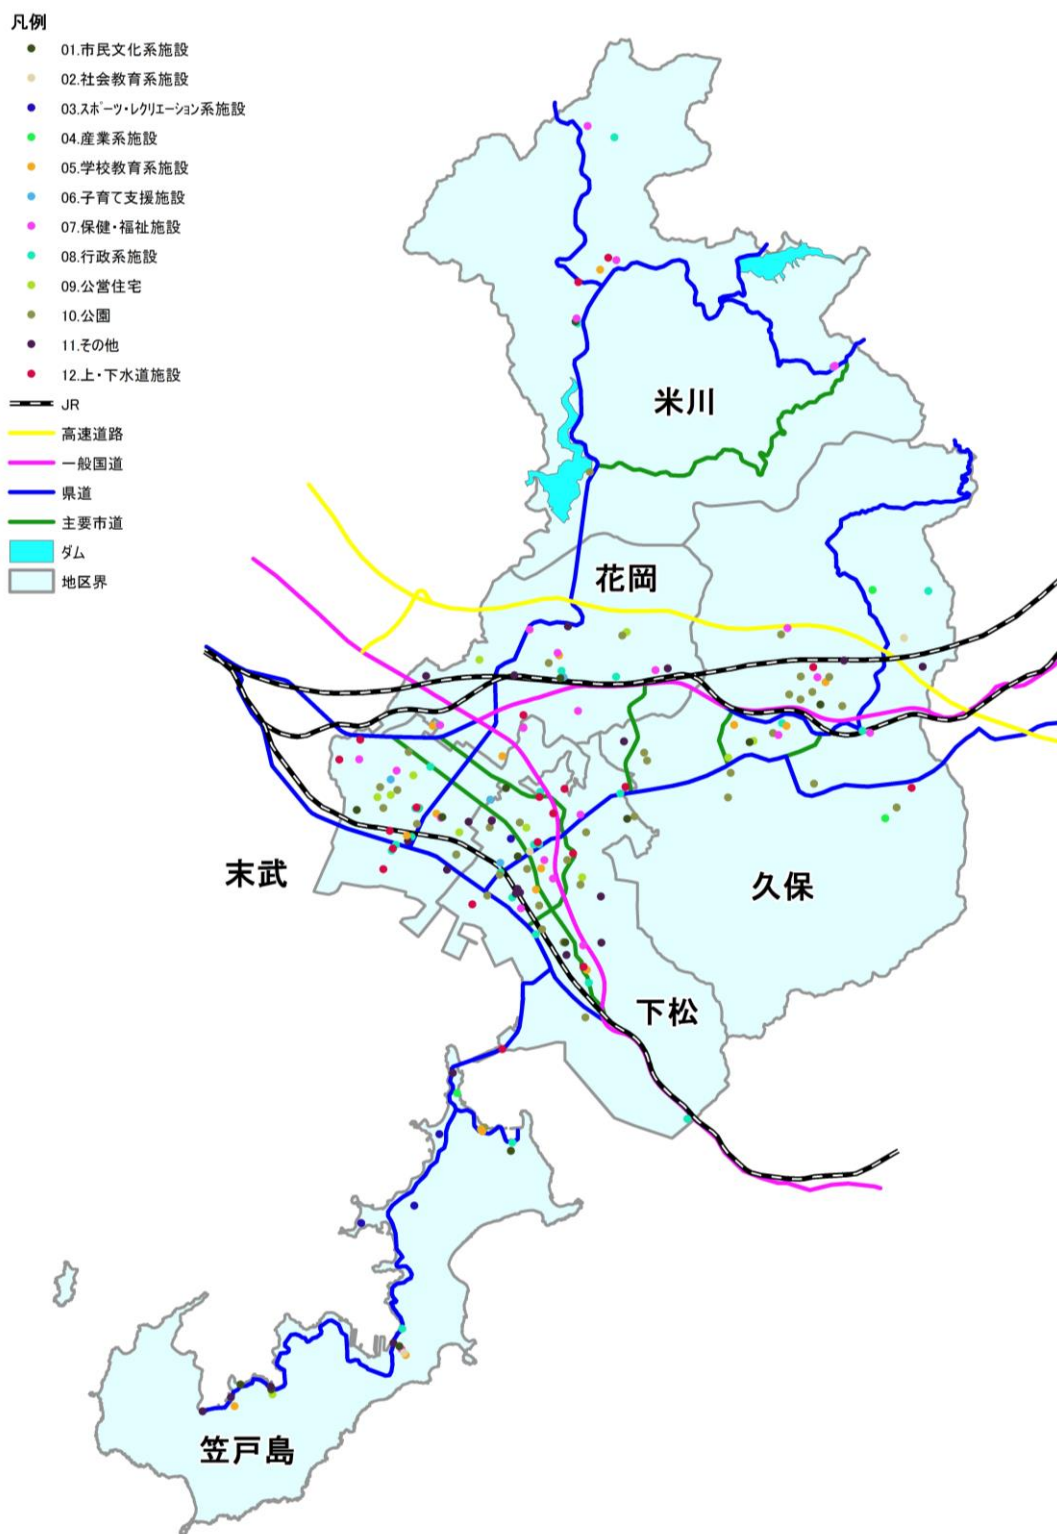 凡例
01.市民文化系施設
02.社会教育系施設
03.ｽﾎﾟｰﾂ・ﾚｸﾘｴｰｼｮﾝ系施設
04.産業系施設
05.学校教育系施設
06.子育て支援施設
07.保健・福祉施設
08.行政系施設
09.公営住宅
10.公園
11.その他
12.上・下水道施設
JR
高速道路
一般国道
県道
主要市道
ﾀﾞﾑ
地区界
米川
花岡
末武
久保
下松
笠戸島